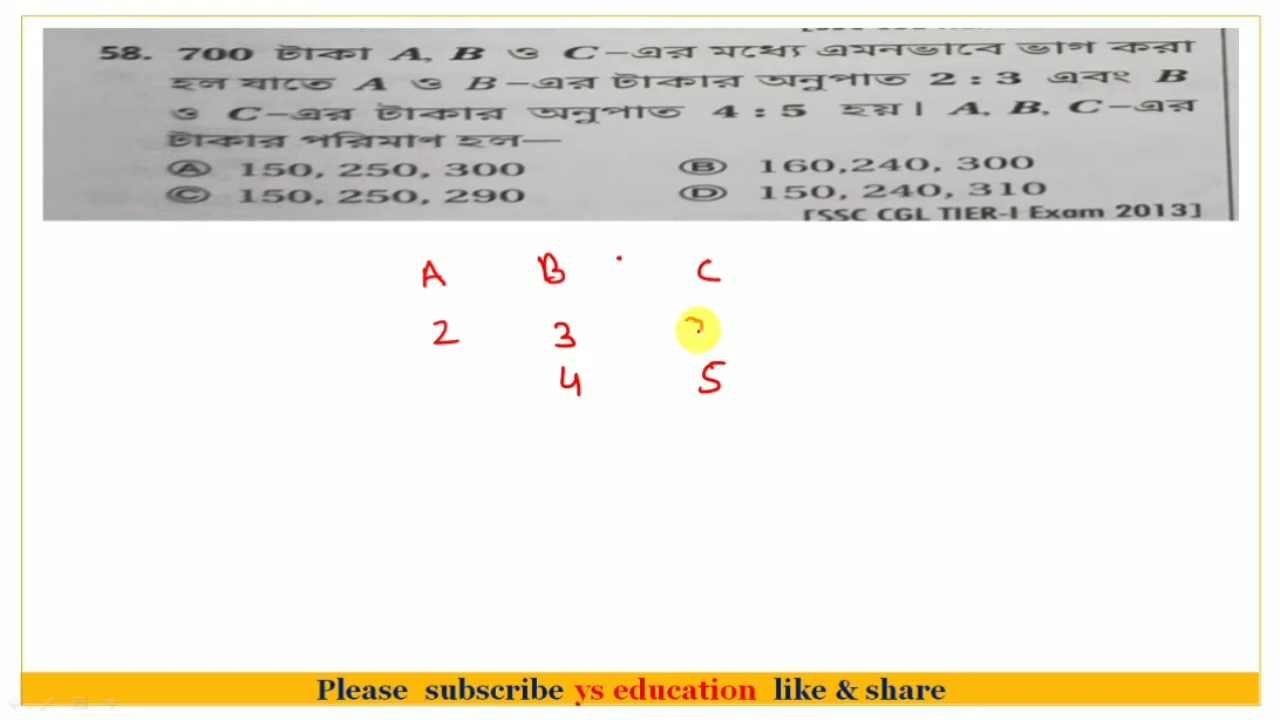 58. 700 টাকা A, B ও C-এর মধ্যে এমনভাবে ভাগ করা
হল যাতে A ও B-এর টাকার অনুপাত 2 : 3 এবং B
ও C-এর টাকার অনুপাত 4 : 5 হয়। A, B, C-এর
টাকার পরিমাণ হল—
Ⓐ 150, 250, 300 Ⓑ 160,240, 300
Ⓒ 150, 250, 290 Ⓓ 150, 240, 310
[SSC CGL TIER-I Exam 2013]
A B C
2 3
4 5
Please subscribe ys education like & share